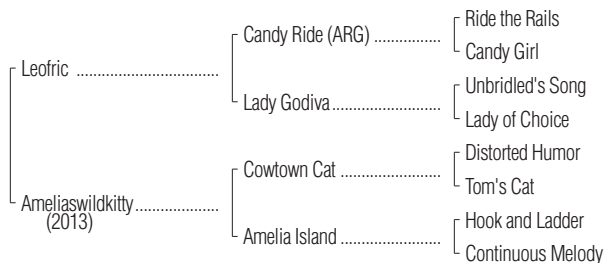 Ride the Rails
Candy Ride (ARG) ..................
Candy Girl
Leofric ................................
Unbridled's Song
Lady Godiva.........................
Lady of Choice
Distorted Humor
Cowtown Cat .......................
Tom's Cat
Ameliaswildkitty...................
(2013)
Hook and Ladder
Amelia Island.......................
Continuous Melody